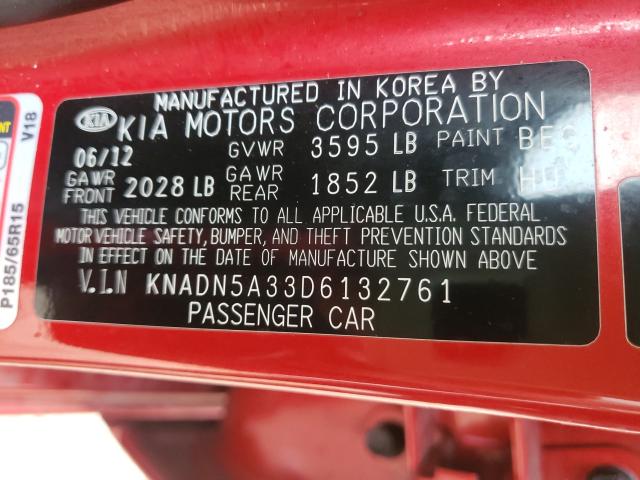 MANUFACTURED IN KOREA BY
KIA KIA MOTORS CORPORATION
06/12 GVWR 3595 LB PAINT BEG
GAWR FRONT 2028 LB GAWR REAR 1852 LB TRIM
THIS VEHICLE CONFORMS TO ALL APPLICABLE U.S.A. FEDERAL
MOTOR VEHICLE SAFETY, BUMPER, AND THEFT PREVENTION STANDARDS
IN EFFECT ON THE DATE OF MANUFACTURE SHOWN ABOVE
V.I.N KNADN5A33D6132761
PASSENGER CAR
P185/65R15
V18